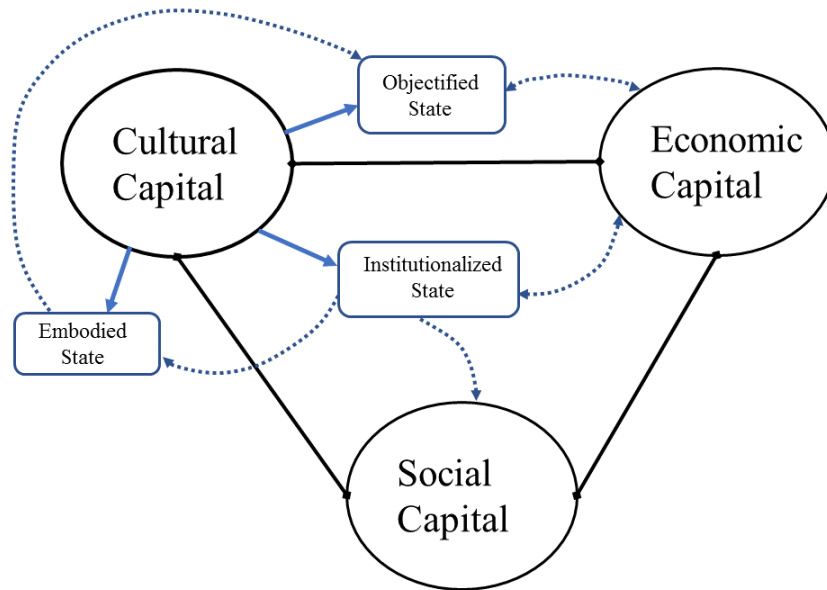 Objectified
State
Cultural
Capital
Economic
Capital
Institutionalized
State
Embodied
State
Social
Capital